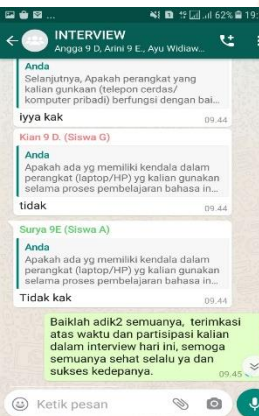 62% 19:
INTERVIEW
Angga 9 D, Arini 9 E., Ayu Widiaw...
Anda
Selanjutnya, Apakah perangkat yang
kalian gunkaan (telepon cerdas/
komputer pribadi) berfungsi dengan bai...
iyya kak
09.44
Kian 9 D. (Siswa G)
Anda
Apakah ada yg memiliki kendala dalam
perangkat (laptop/HP) yg kalian gunakan
selama proses pembelajaran bahasa in...
tidak
09.44
Surya 9E (Siswa A)
Anda
Apakah ada yg memiliki kendala dalam
perangkat (laptop/HP) yg kalian gunakan
selama proses pembelajaran bahasa in...
Tidak kak
09.44
Baiklah adik2 semuanya, terimkasi
atas waktu dan partisipasi kalian
dalam interview hari ini, semoga
semuanya sehat selalu ya dan
sukses kedepanya.
09.45
Ketik pesan